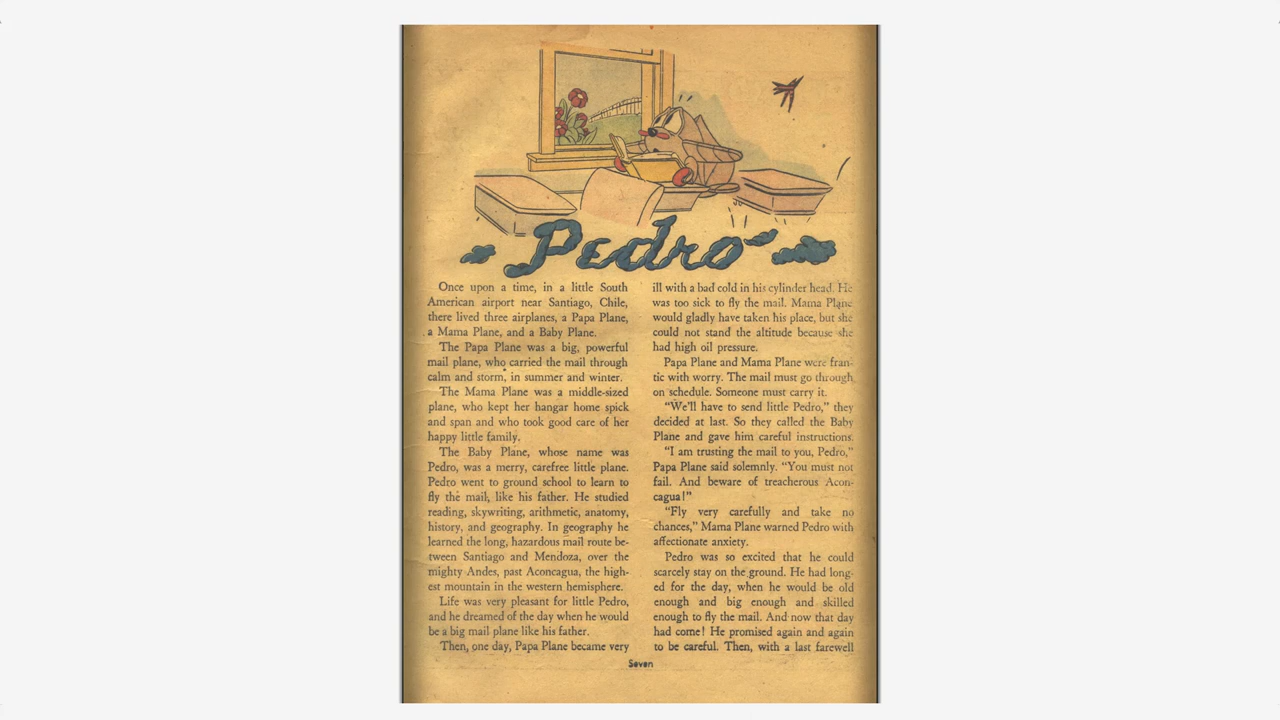 Pedro
Once upon a time, in a little South
American airport near Santiago, Chile,
there lived three airplanes, a Papa Plane,
a Mama Plane, and a Baby Plane.
The Papa Plane was a big, powerful
mail plane, who carried the mail through
calm and storm, in summer and winter.
The Mama Plane was a middle-sized
plane, who kept her hangar home spick
and span and who took good care of her
happy little family.
The Baby Plane, whose name was
Pedro, was a merry, carefree little plane.
Pedro went to ground school to learn to
fly the mail, like his father. He studied
reading, skywriting, arithmetic, anatomy,
history, and geography. In geography he
learned the long, hazardous mail route be-
tween Santiago and Mendoza, over the
mighty Andes, past Aconcagua, the high-
est mountain in the western hemisphere.
Life was very pleasant for little Pedro,
and he dreamed of the day when he would
be a big mail plane like his father.
Then, one day, Papa Plane became very
ill with a bad cold in his cylinder head. He
was too sick to fly the mail. Mama Plane
would gladly have taken his place, but she
could not stand the altitude because she
had high oil pressure.
Papa Plane and Mama Plane were fran-
tic with worry. The mail must go through
on schedule. Someone must carry it.
“We'll have to send little Pedro,” they
decided at last. So they called the Baby
Plane and gave him careful instructions.
“I am trusting the mail to you, Pedro,”
Papa Plane said solemnly. “You must not
fail. And beware of treacherous Acon-
cagua!”
“Fly very carefully and take no
chances,” Mama Plane warned Pedro with
affectionate anxiety.
Pedro was so excited that he could
scarcely stay on the ground. He had long-
ed for the day, when he would be old
enough and big enough and skilled
enough to fly the mail. And now that day
had come! He promised again and again
to be careful. Then, with a last farewell
Seven